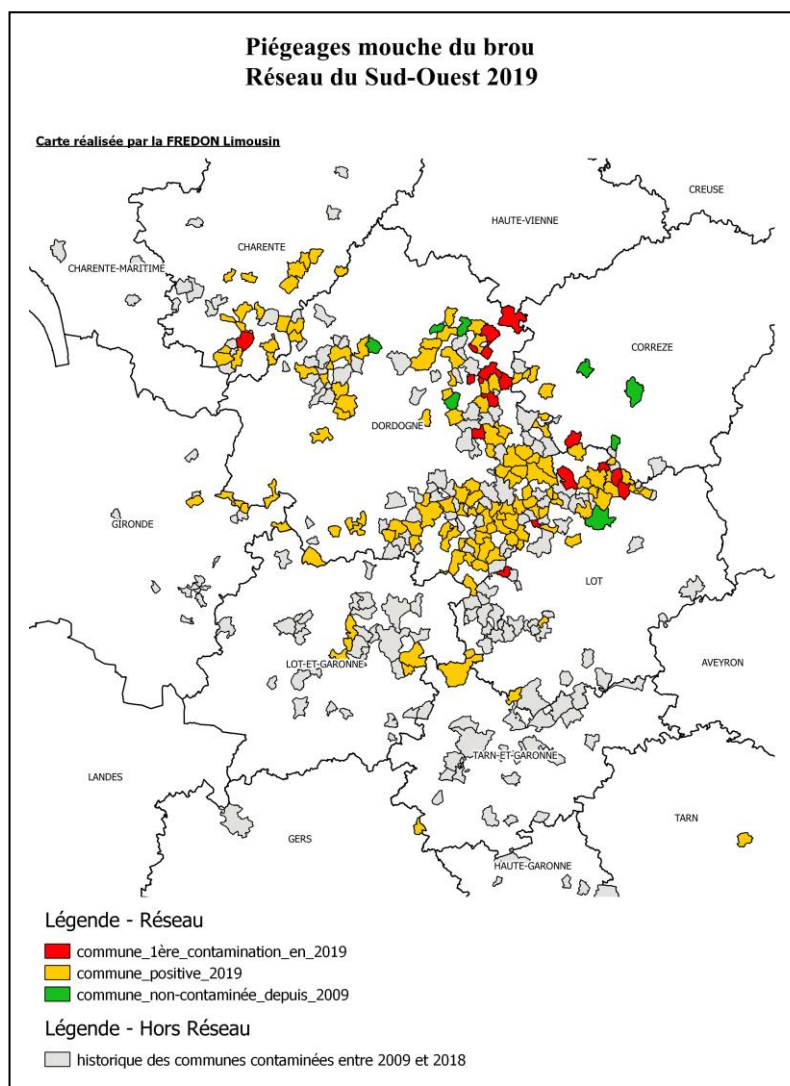 Piégeages mouche du brou
Réseau du Sud-Ouest 2019
Carte réalisée par la FREDON Limousin
CREUSE
HAUTE-VIENNE
CHARENTE
CHARENTE-MARITIME
CORREZE
DORDOGNE
GIRONDE
LOT
AVEYRON
LOT-ET-GARONNE
TARN-ET-GARONNE
LANDES
TARN
GERS
HAUTE-GARONNE
Légende - Réseau
commune_1ère_contamination_en_2019
commune_positive_2019
commune_non-contaminée_depuis_2009
Légende - Hors Réseau
historique des communes contaminées entre 2009 et 2018